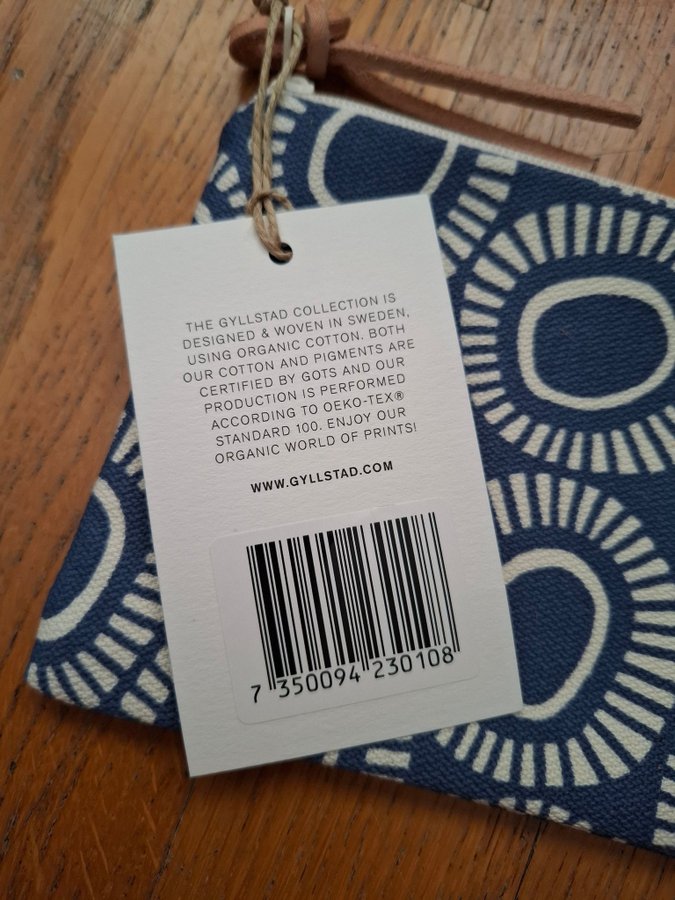 THE GYLLSTAD COLLECTION IS
DESIGNED & WOVEN IN SWEDEN,
USING ORGANIC COTTON. BOTH
OUR COTTON AND PIGMENTS ARE
CERTIFIED BY GOTS AND OUR
PRODUCTION IS PERFORMED
ACCORDING TO OEKO-TEX®
STANDARD 100. ENJOY OUR
ORGANIC WORLD OF PRINTS!
WWW.GYLLSTAD.COM
7 350094 230108